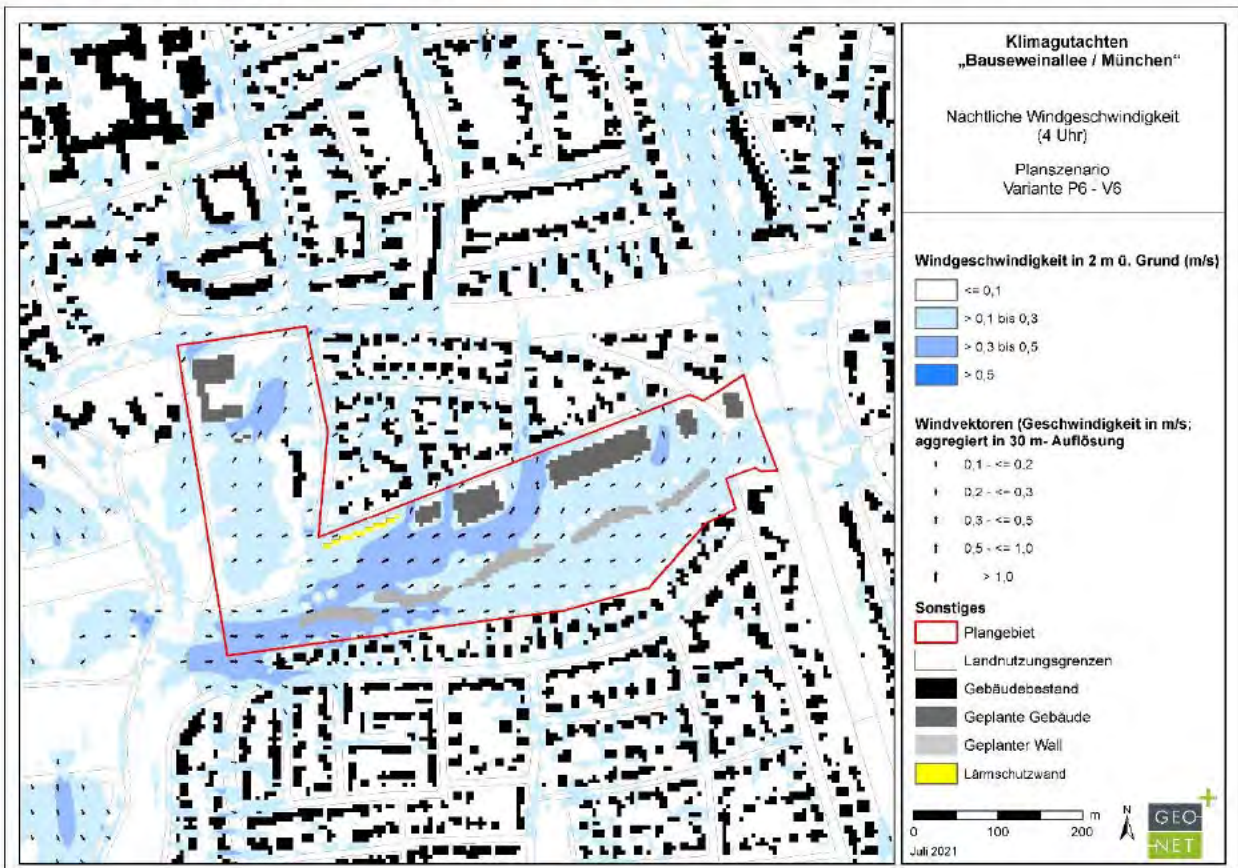 Klimagutachten
„Bauseweinallee / München“
Nächtliche Windgeschwindigkeit
(4 Uhr)
Planszenario
Variante P6 - V6
Windgeschwindigkeit in 2 m ü. Grund (m/s)
<= 0,1
> 0,1 bis 0,3
> 0,3 bis 0,5
> 0,5
Windvektoren (Geschwindigkeit in m/s;
aggregiert in 30 m- Auflösung
0,1 - <= 0,2
0,2 - <= 0,3
0,3 - <= 0,5
0,5 - <= 1,0
> 1,0
Sonstiges
Plangebiet
Landnutzungsgrenzen
Gebäudebestand
Geplante Gebäude
Geplanter Wall
Lärmschutzwand
m
0 100 200
N
Juli 2021
GEO-
-NET